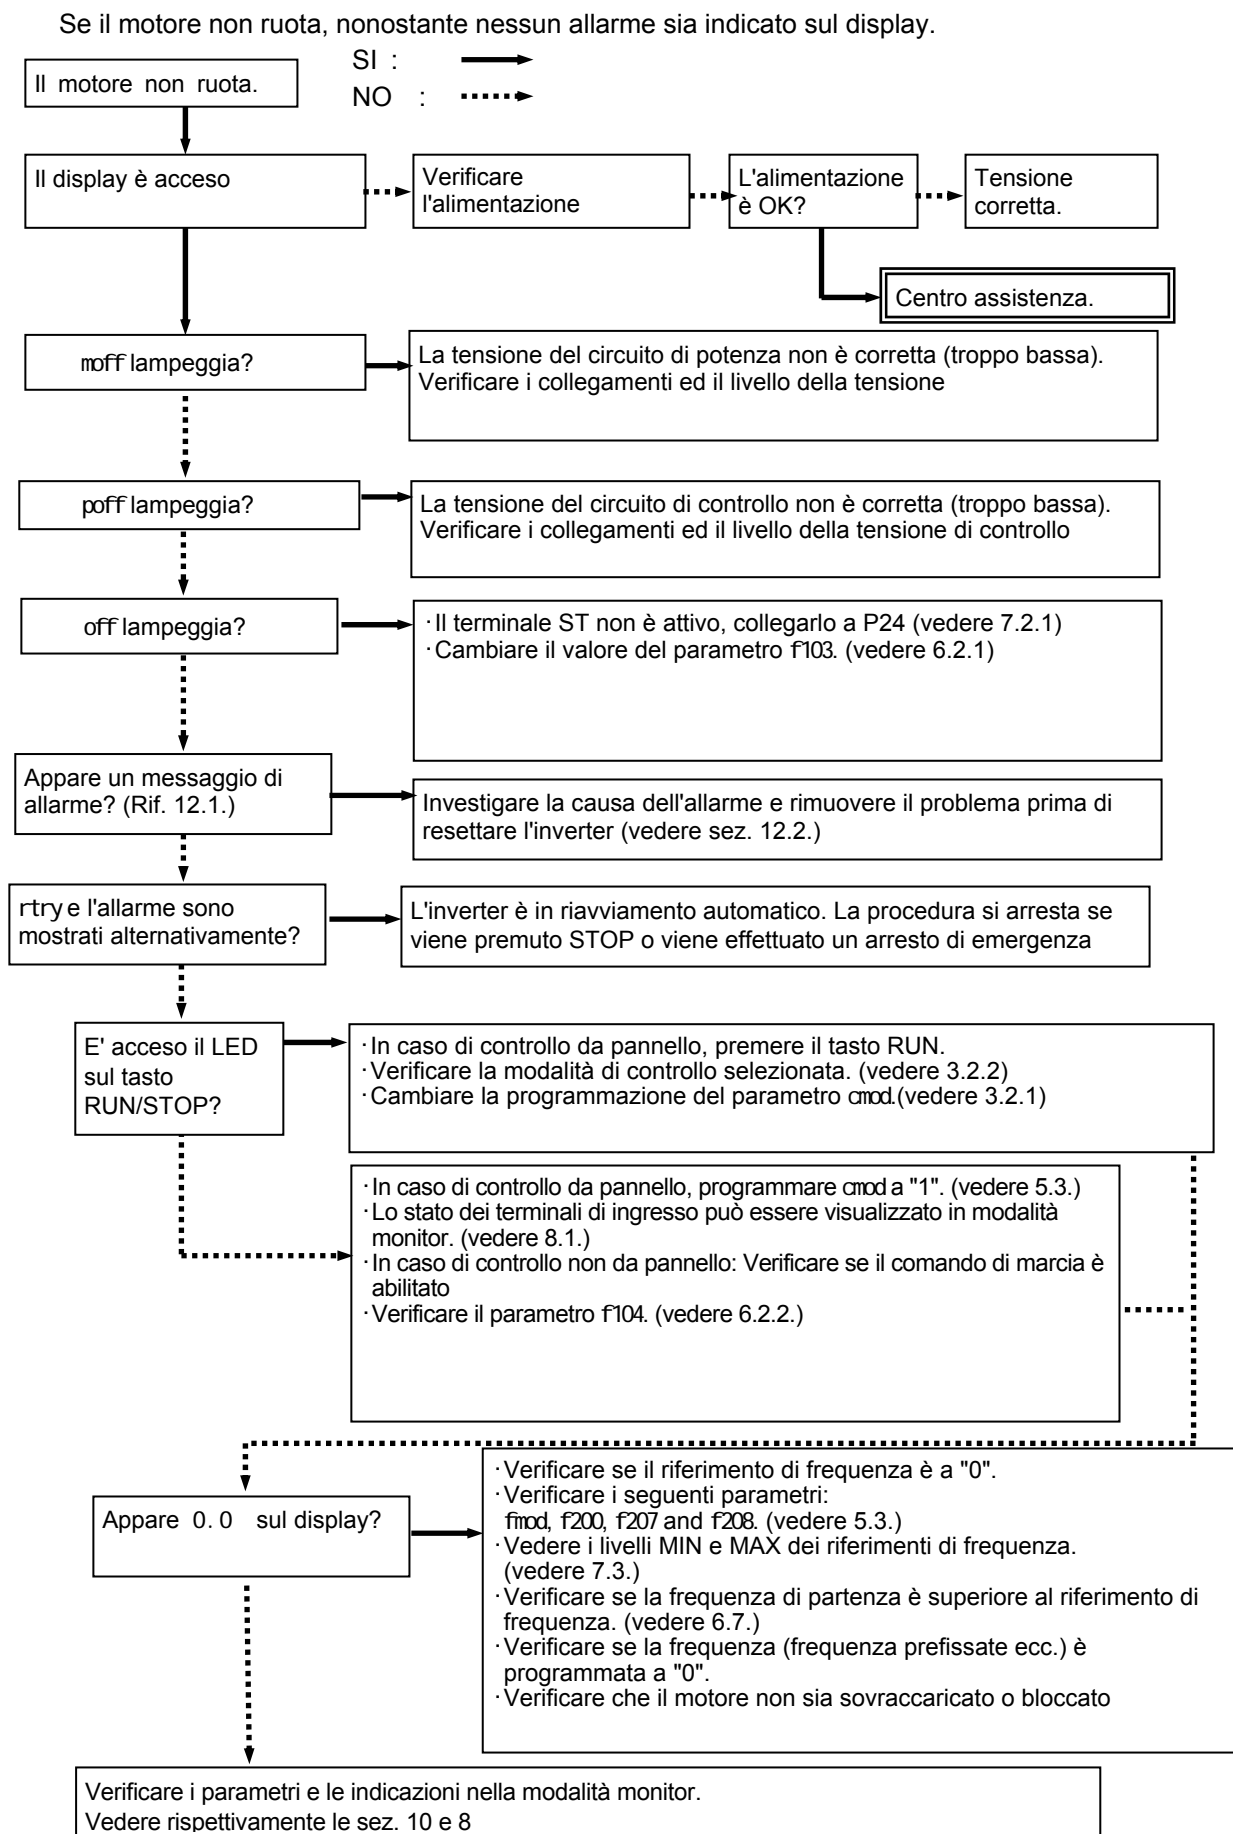 Se il motore non ruota, nonostante nessun allarme sia indicato sul display.
SI :
NO :
Il motore non ruota.
Il display è acceso
Verificare
l'alimentazione
L'alimentazione
è OK?
Tensione
corretta.
Centro assistenza.
moff lampeggia?
La tensione del circuito di potenza non è corretta (troppo bassa).
Verificare i collegamenti ed il livello della tensione
poff lampeggia?
La tensione del circuito di controllo non è corretta (troppo bassa).
Verificare i collegamenti ed il livello della tensione di controllo
off lampeggia?
·Il terminale ST non è attivo, collegarlo a P24 (vedere 7.2.1)
·Cambiare il valore del parametro f103. (vedere 6.2.1)
Appare un messaggio di
allarme? (Rif. 12.1.)
Investigare la causa dell'allarme e rimuovere il problema prima di
resettare l'inverter (vedere sez. 12.2.)
rtry e l'allarme sono
mostrati alternativamente?
L'inverter è in riavviamento automatico. La procedura si arresta se
viene premuto STOP o viene effettuato un arresto di emergenza
E' acceso il LED
sul tasto
RUN/STOP?
·In caso di controllo da pannello, premere il tasto RUN.
·Verificare la modalità di controllo selezionata. (vedere 3.2.2)
·Cambiare la programmazione del parametro cmod.(vedere 3.2.1)
·In caso di controllo da pannello, programmare cmod a "1". (vedere 5.3.)
·Lo stato dei terminali di ingresso può essere visualizzato in modalità
monitor. (vedere 8.1.)
·In caso di controllo non da pannello: Verificare se il comando di marcia è
abilitato
·Verificare il parametro f104. (vedere 6.2.2.)
Appare 0.0 sul display?
·Verificare se il riferimento di frequenza è a "0".
·Verificare i seguenti parametri:
fmod, f200, f207 and f208. (vedere 5.3.)
·Vedere i livelli MIN e MAX dei riferimenti di frequenza.
(vedere 7.3.)
·Verificare se la frequenza di partenza è superiore al riferimento di
frequenza. (vedere 6.7.)
·Verificare se la frequenza (frequenza prefissate ecc.) è
programmata a "0".
·Verificare che il motore non sia sovraccaricato o bloccato
Verificare i parametri e le indicazioni nella modalità monitor.
Vedere rispettivamente le sez. 10 e 8